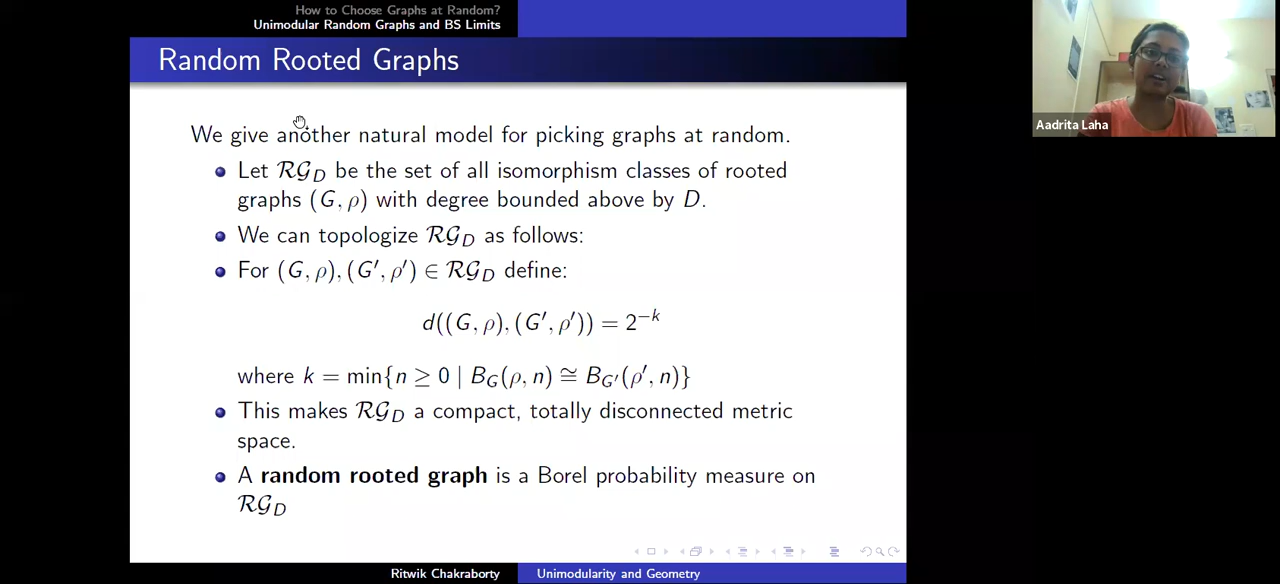 How to Choose Graphs at Random?
Unimodular Random Graphs and BS Limits
Random Rooted Graphs
Aadrita Laha
We give another natural model for picking graphs at random.
Let 𝓡𝓖_D be the set of all isomorphism classes of rooted
graphs (G, ρ) with degree bounded above by D.
We can topologize 𝓡𝓖_D as follows:
For (G, ρ), (G′, ρ′) ∈ 𝓡𝓖_D define:
d((G, ρ), (G′, ρ′)) = 2^{−k}
where k = min{n ≥ 0 | B_G(ρ, n) ≅ B_{G′}(ρ′, n)}
This makes 𝓡𝓖_D a compact, totally disconnected metric
space.
A random rooted graph is a Borel probability measure on
𝓡𝓖_D
Ritwik Chakraborty
Unimodularity and Geometry